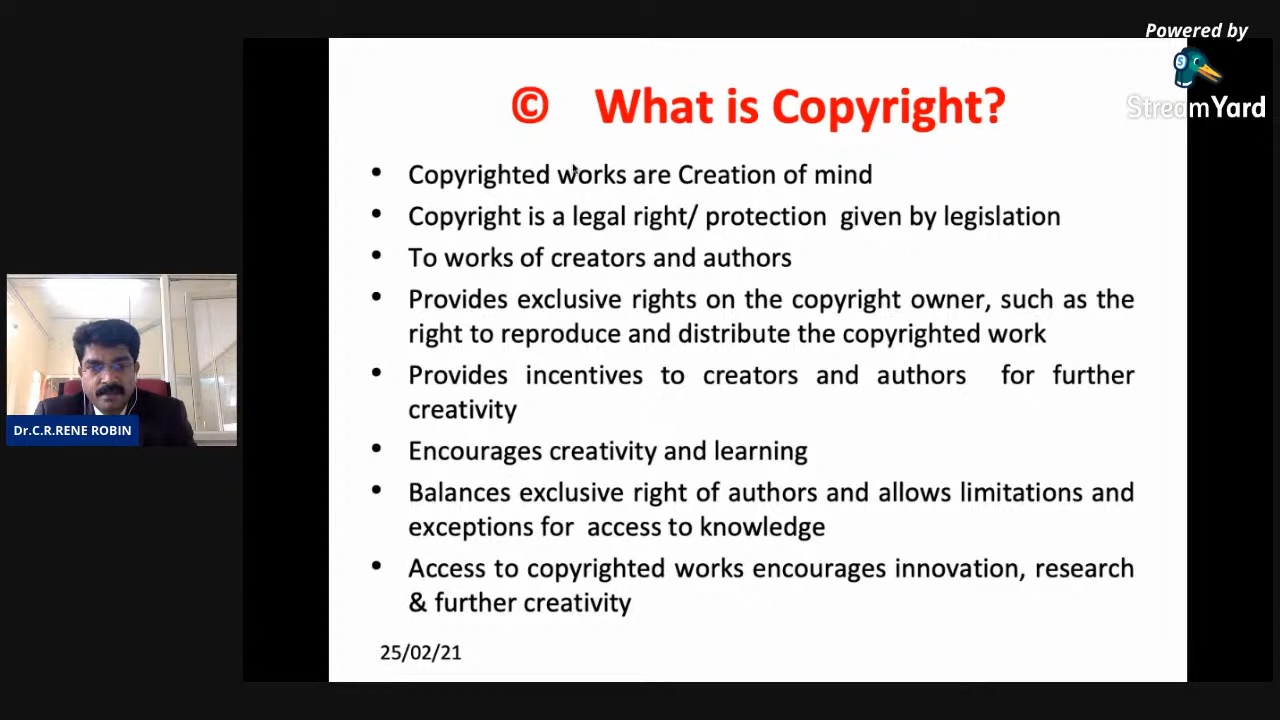 Powered by
StreamYard
© What is Copyright?
• Copyrighted works are Creation of mind
• Copyright is a legal right/ protection given by legislation
• To works of creators and authors
• Provides exclusive rights on the copyright owner, such as the
right to reproduce and distribute the copyrighted work
• Provides incentives to creators and authors for further
creativity
• Encourages creativity and learning
• Balances exclusive right of authors and allows limitations and
exceptions for access to knowledge
• Access to copyrighted works encourages innovation, research
& further creativity
25/02/21
Dr.C.R.RENE ROBIN